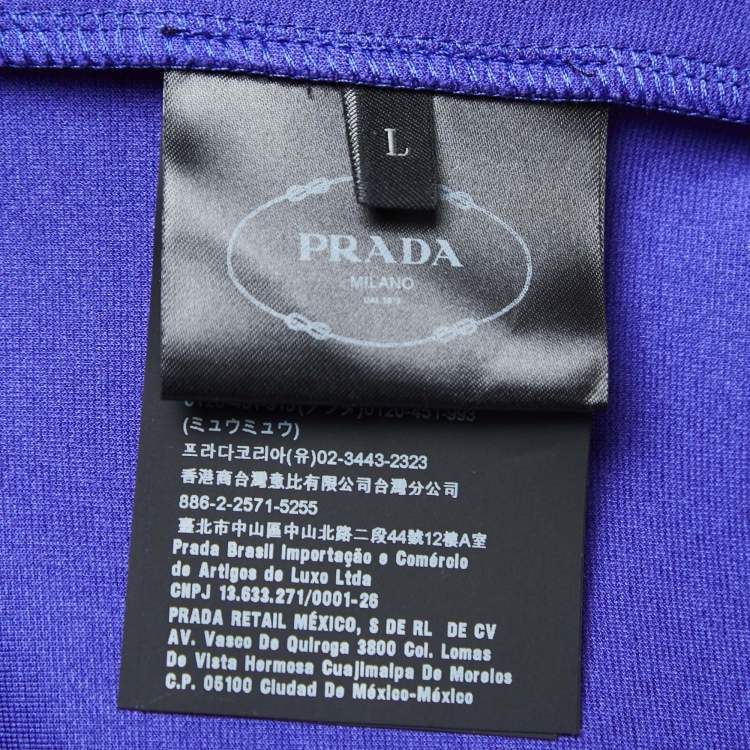 L
PRADA
MILANO
DAL 1913
(ミュウミュウ)
프라다코리아(유)02-3443-2323
香港商台灣意比有限公司台灣分公司
886-2-2571-5255
臺北市中山區中山北路二段44號12樓A室
Prada Brasil Importação e Comércio
de Artigos de Luxo Ltda
CNPJ 13.633.271/0001-26
PRADA RETAIL MÉXICO, S DE RL DE CV
AV. Vasco De Quiroga 3800 Col. Lomas
De Vista Hermosa Cuajimalpa De Morelos
C.P. 05100 Ciudad De México-México